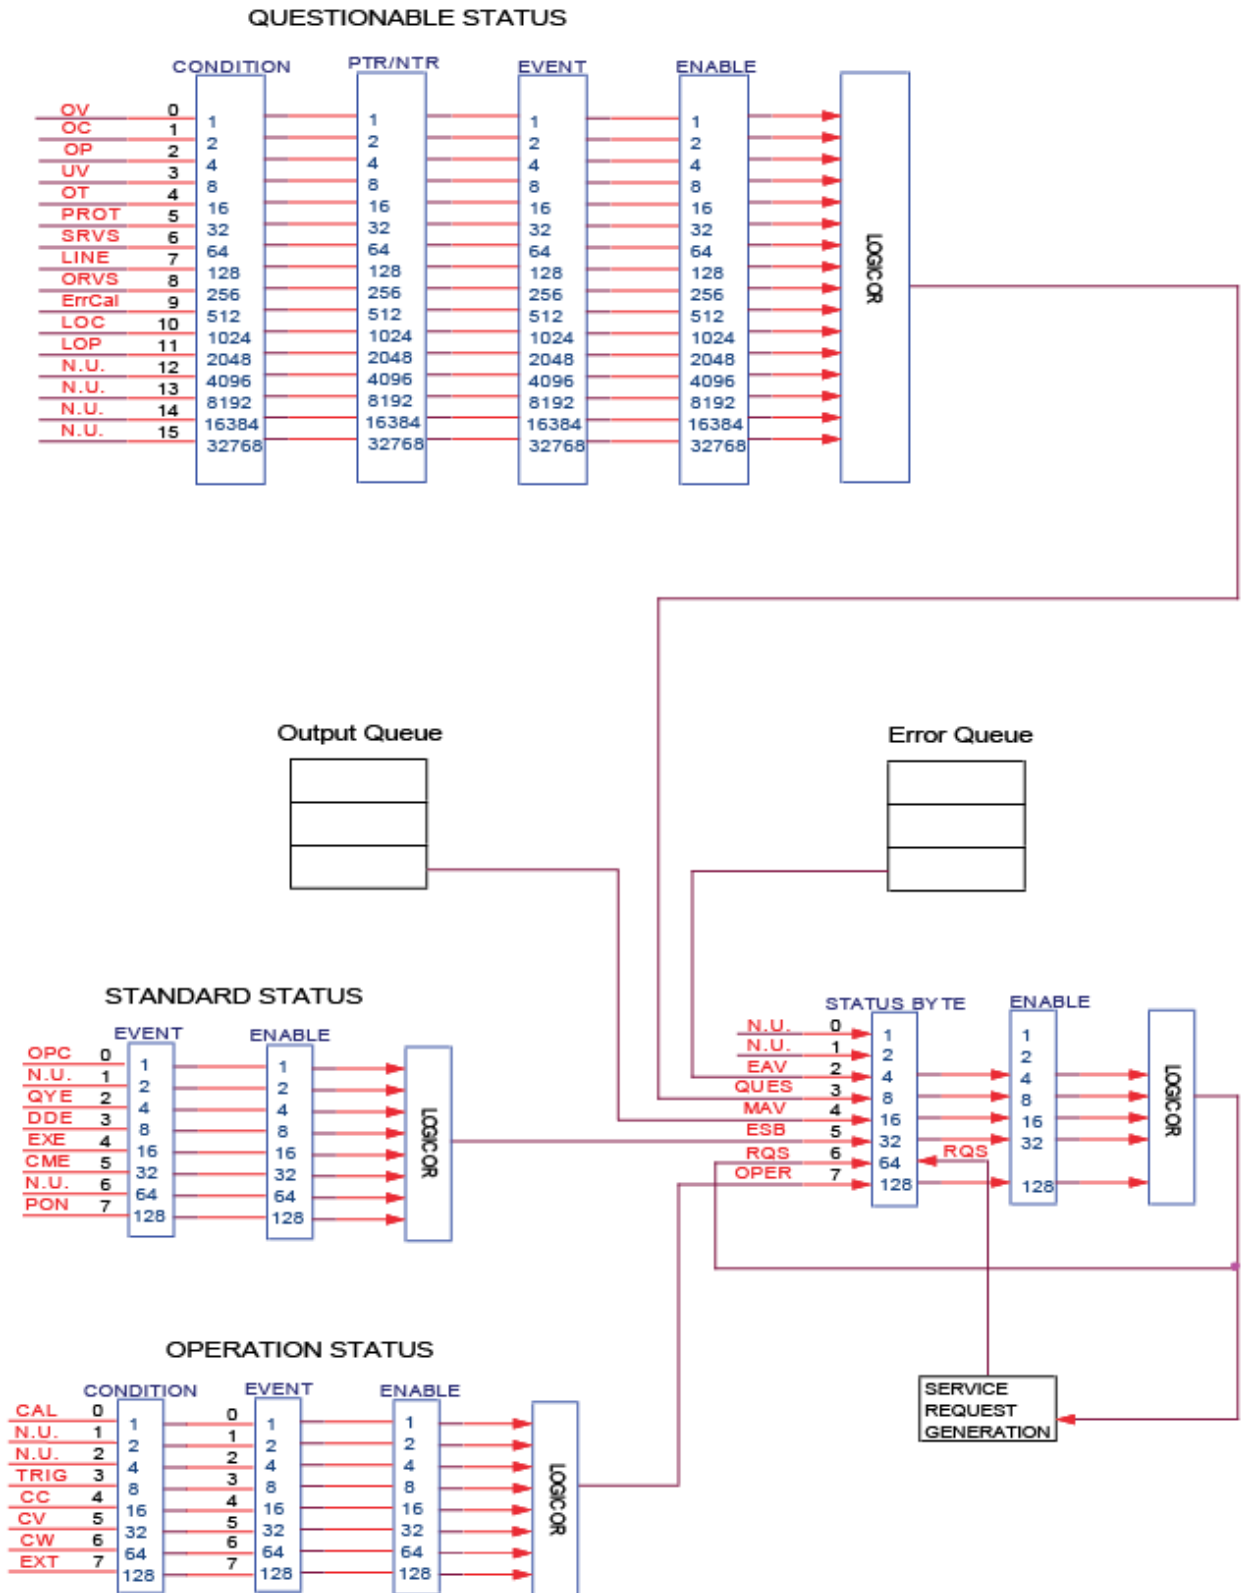 QUESTIONABLE STATUS
CONDITION PTR/NTR EVENT ENABLE
OV 0 1 1 1 1
OC 1 2 2 2 2
OP 2 4 4 4 4
UV 3 8 8 8 8
OT 4 16 16 16 16
PROT 5 32 32 32 32
SRVS 6 64 64 64 64
LINE 7 128 128 128 128
ORVS 8 256 256 256 256
ErrCal 9 512 512 512 512
LOC 10 1024 1024 1024 1024
LOP 11 2048 2048 2048 2048
N.U. 12 4096 4096 4096 4096
N.U. 13 8192 8192 8192 8192
N.U. 14 16384 16384 16384 16384
N.U. 15 32768 32768 32768 32768
LOGICOR
Output Queue
Error Queue
STANDARD STATUS
EVENT ENABLE
OPC 0 1 1
N.U. 1 2 2
QYE 2 4 4
DDE 3 8 8
EXE 4 16 16
CME 5 32 32
N.U. 6 64 64
PON 7 128 128
LOGICOR
STATUS BYTE ENABLE
N.U. 0 1 1
N.U. 1 2 2
EAV 2 4 4
QUES 3 8 8
MAV 4 16 16
ESB 5 32 32
RQS 6 64 RQS
OPER 7 128 128
LOGICOR
SERVICE
REQUEST
GENERATION
OPERATION STATUS
CONDITION EVENT ENABLE
CAL 0 1 0 1 1
N.U. 1 2 1 2 2
N.U. 2 4 2 4 4
TRIG 3 8 3 8 8
CC 4 16 4 16 16
CV 5 32 5 32 32
CW 6 64 6 64 64
EXT 7 128 7 128 128
LOGICOR